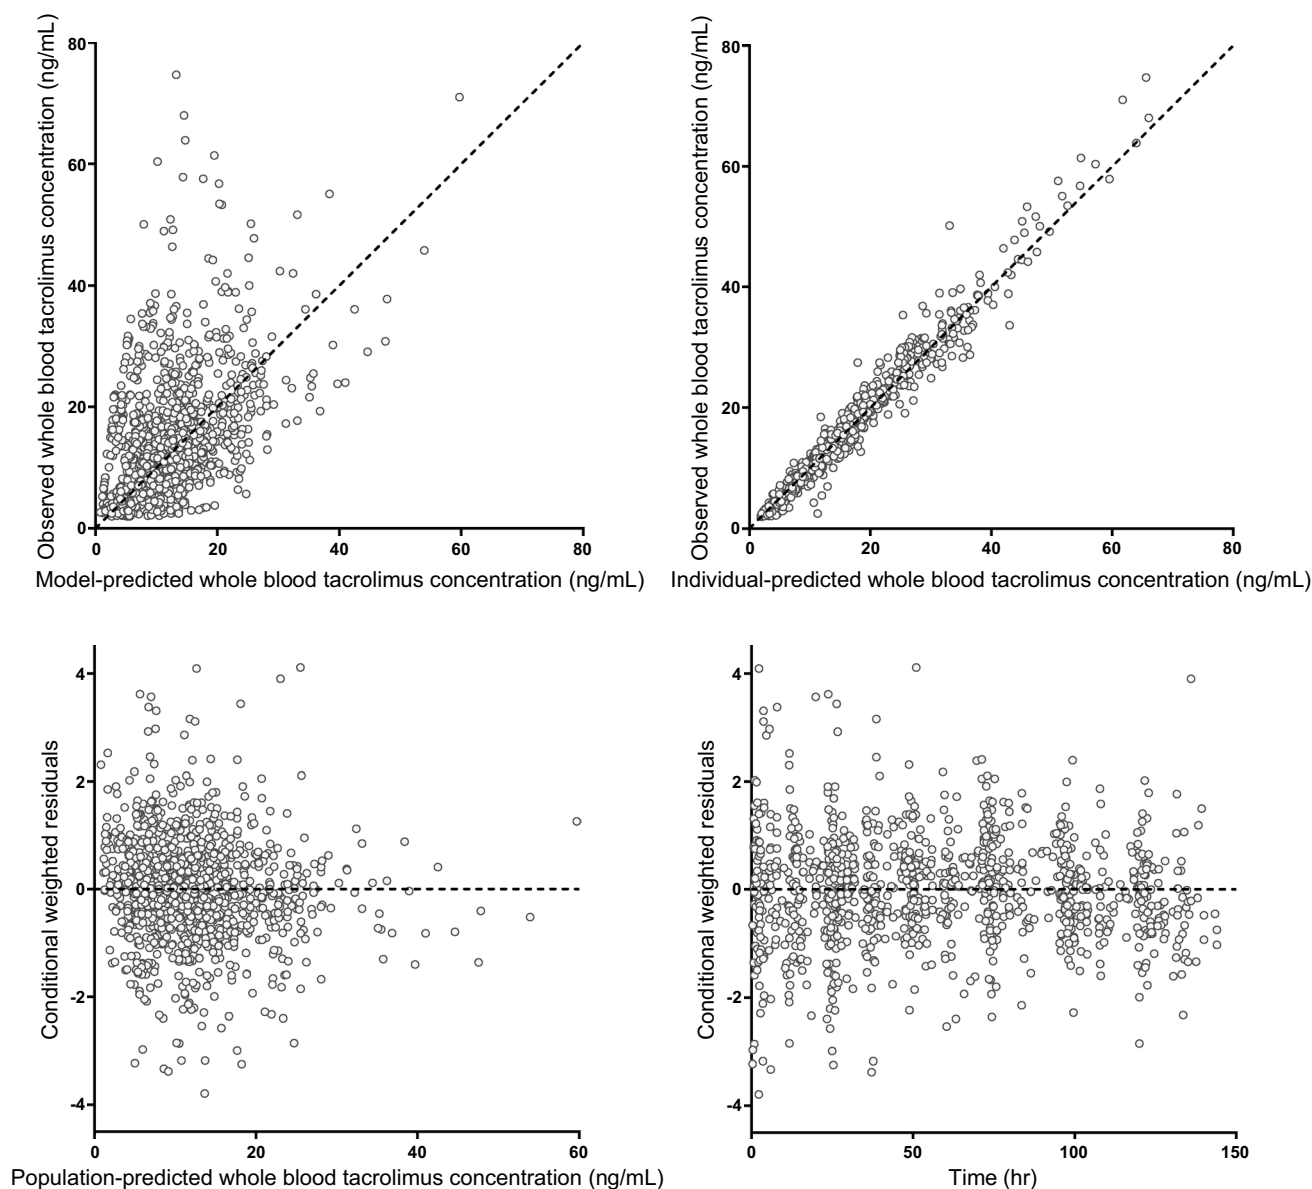 Observed whole blood tacrolimus concentration (ng/mL)
80
60
40
20
0
0 20 40 60 80
Model-predicted whole blood tacrolimus concentration (ng/mL)
Observed whole blood tacrolimus concentration (ng/mL)
80
60
40
20
0
0 20 40 60 80
Individual-predicted whole blood tacrolimus concentration (ng/mL)
Conditional weighted residuals
4
2
0
-2
-4
0 20 40 60
Population-predicted whole blood tacrolimus concentration (ng/mL)
Conditional weighted residuals
4
2
0
-2
-4
0 50 100 150
Time (hr)